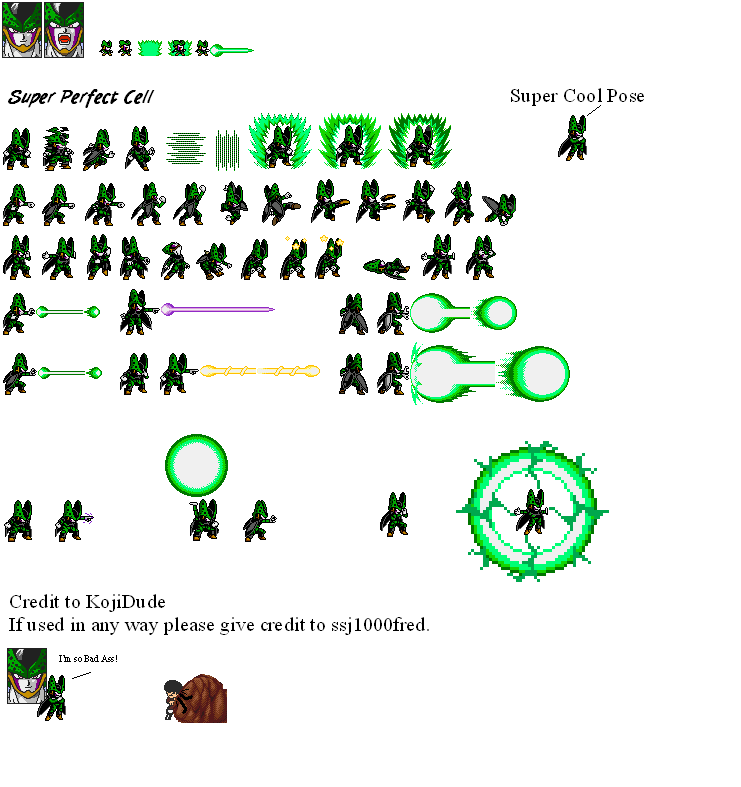 Super Perfect Cell
Super Cool Pose
Credit to KojiDude
If used in any way please give credit to ssj1000fred.
I'm so Bad Ass!